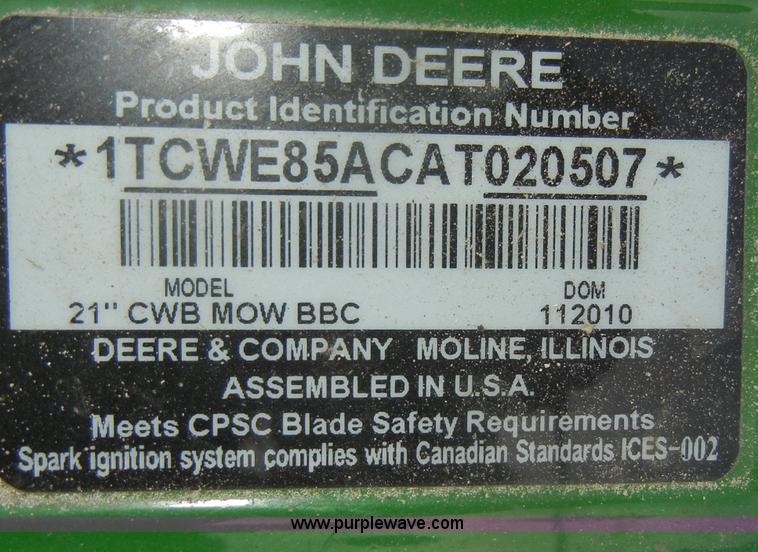 JOHN DEERE
Product Identification Number
*1TCWE85ACAT020507*
MODEL DOM
21" CWB MOW BBC 112010
DEERE & COMPANY MOLINE, ILLINOIS
ASSEMBLED IN U.S.A.
Meets CPSC Blade Safety Requirements
Spark ignition system complies with Canadian Standards ICES-002
www.purplewave.com